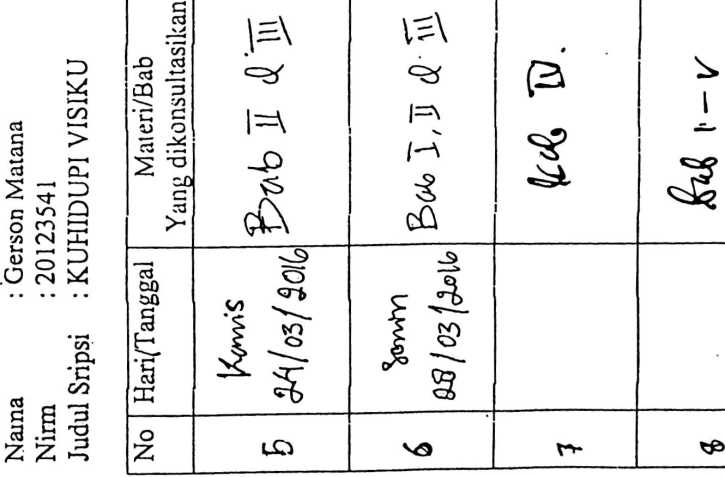 Nama : Gerson Matana
Nirm : 20123541
Judul Sripsi : KUHIDUPI VISIKU
No Hari/Tanggal Materi/Bab
Yang dikonsultasikan
5 Kamis Bab II & III
24/03/2016
6 Senin Bab I, II & III
28/03/2016
7 Bab IV.
8 Bab I - V